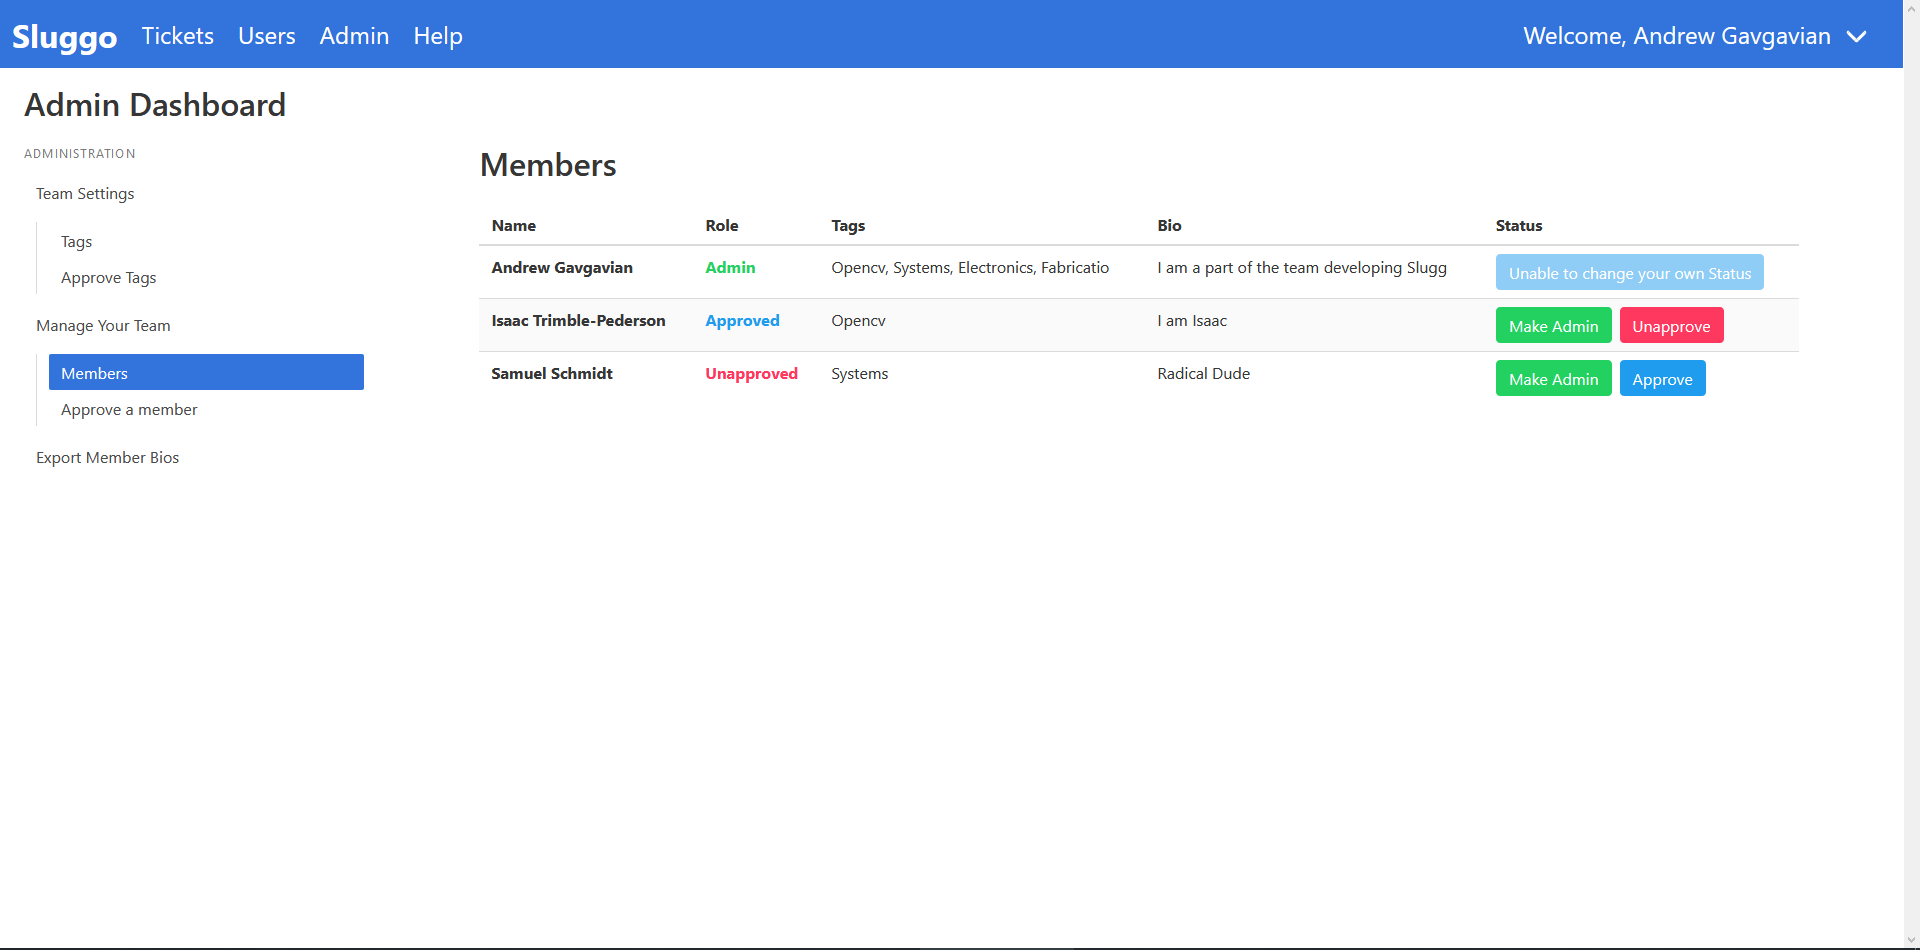 Sluggo Tickets Users Admin Help Welcome, Andrew Gavgavian
Admin Dashboard
ADMINISTRATION
Team Settings
Tags
Approve Tags
Manage Your Team
Members
Approve a member
Export Member Bios
Members
Name Role Tags Bio Status
Andrew Gavgavian Admin Opencv, Systems, Electronics, Fabricatio I am a part of the team developing Slugg Unable to change your own Status
Isaac Trimble-Pederson Approved Opencv I am Isaac Make Admin Unapprove
Samuel Schmidt Unapproved Systems Radical Dude Make Admin Approve